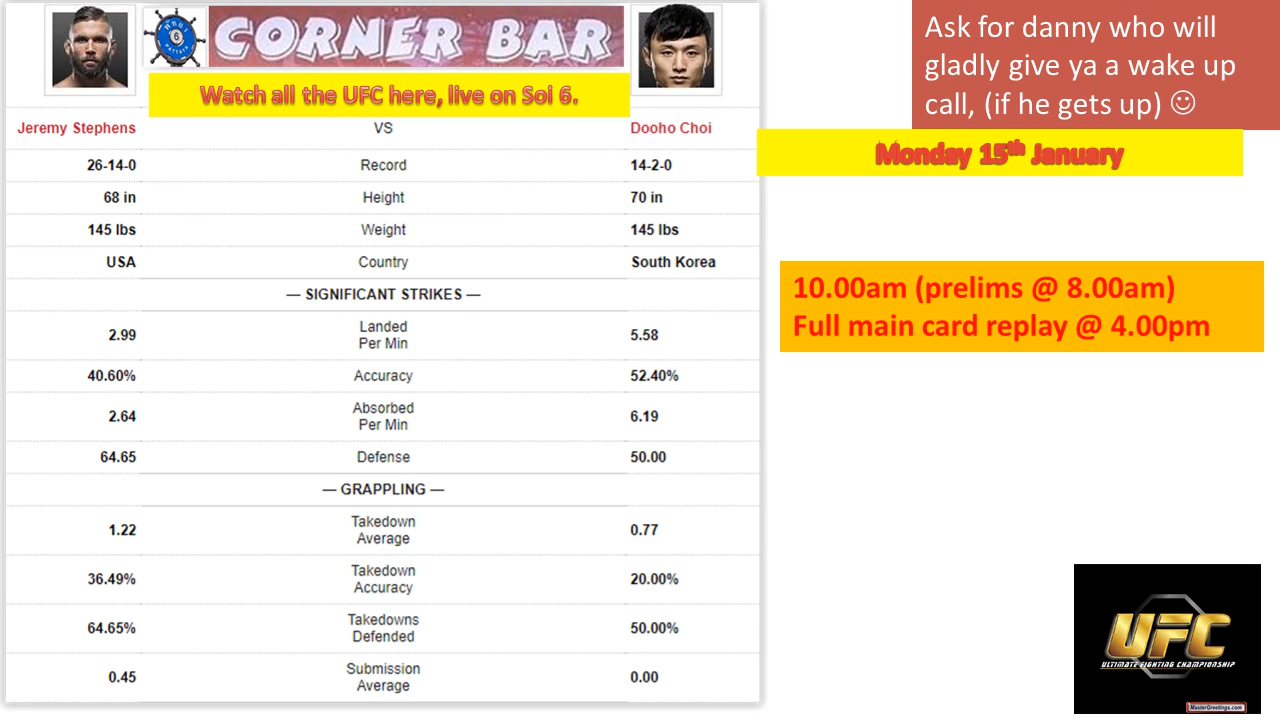 CORNER BAR
6
PATTAYA
Watch all the UFC here, live on Soi 6.
Ask for danny who will
gladly give ya a wake up
call, (if he gets up) ☺
Monday 15th January
10.00am (prelims @ 8.00am)
Full main card replay @ 4.00pm
Jeremy Stephens VS Dooho Choi
26-14-0 Record 14-2-0
68 in Height 70 in
145 lbs Weight 145 lbs
USA Country South Korea
— SIGNIFICANT STRIKES —
2.99 Landed Per Min 5.58
40.60% Accuracy 52.40%
2.64 Absorbed Per Min 6.19
64.65 Defense 50.00
— GRAPPLING —
1.22 Takedown Average 0.77
36.49% Takedown Accuracy 20.00%
64.65% Takedowns Defended 50.00%
0.45 Submission Average 0.00
UFC
ULTIMATE FIGHTING CHAMPIONSHIP
MasterGreetings.com